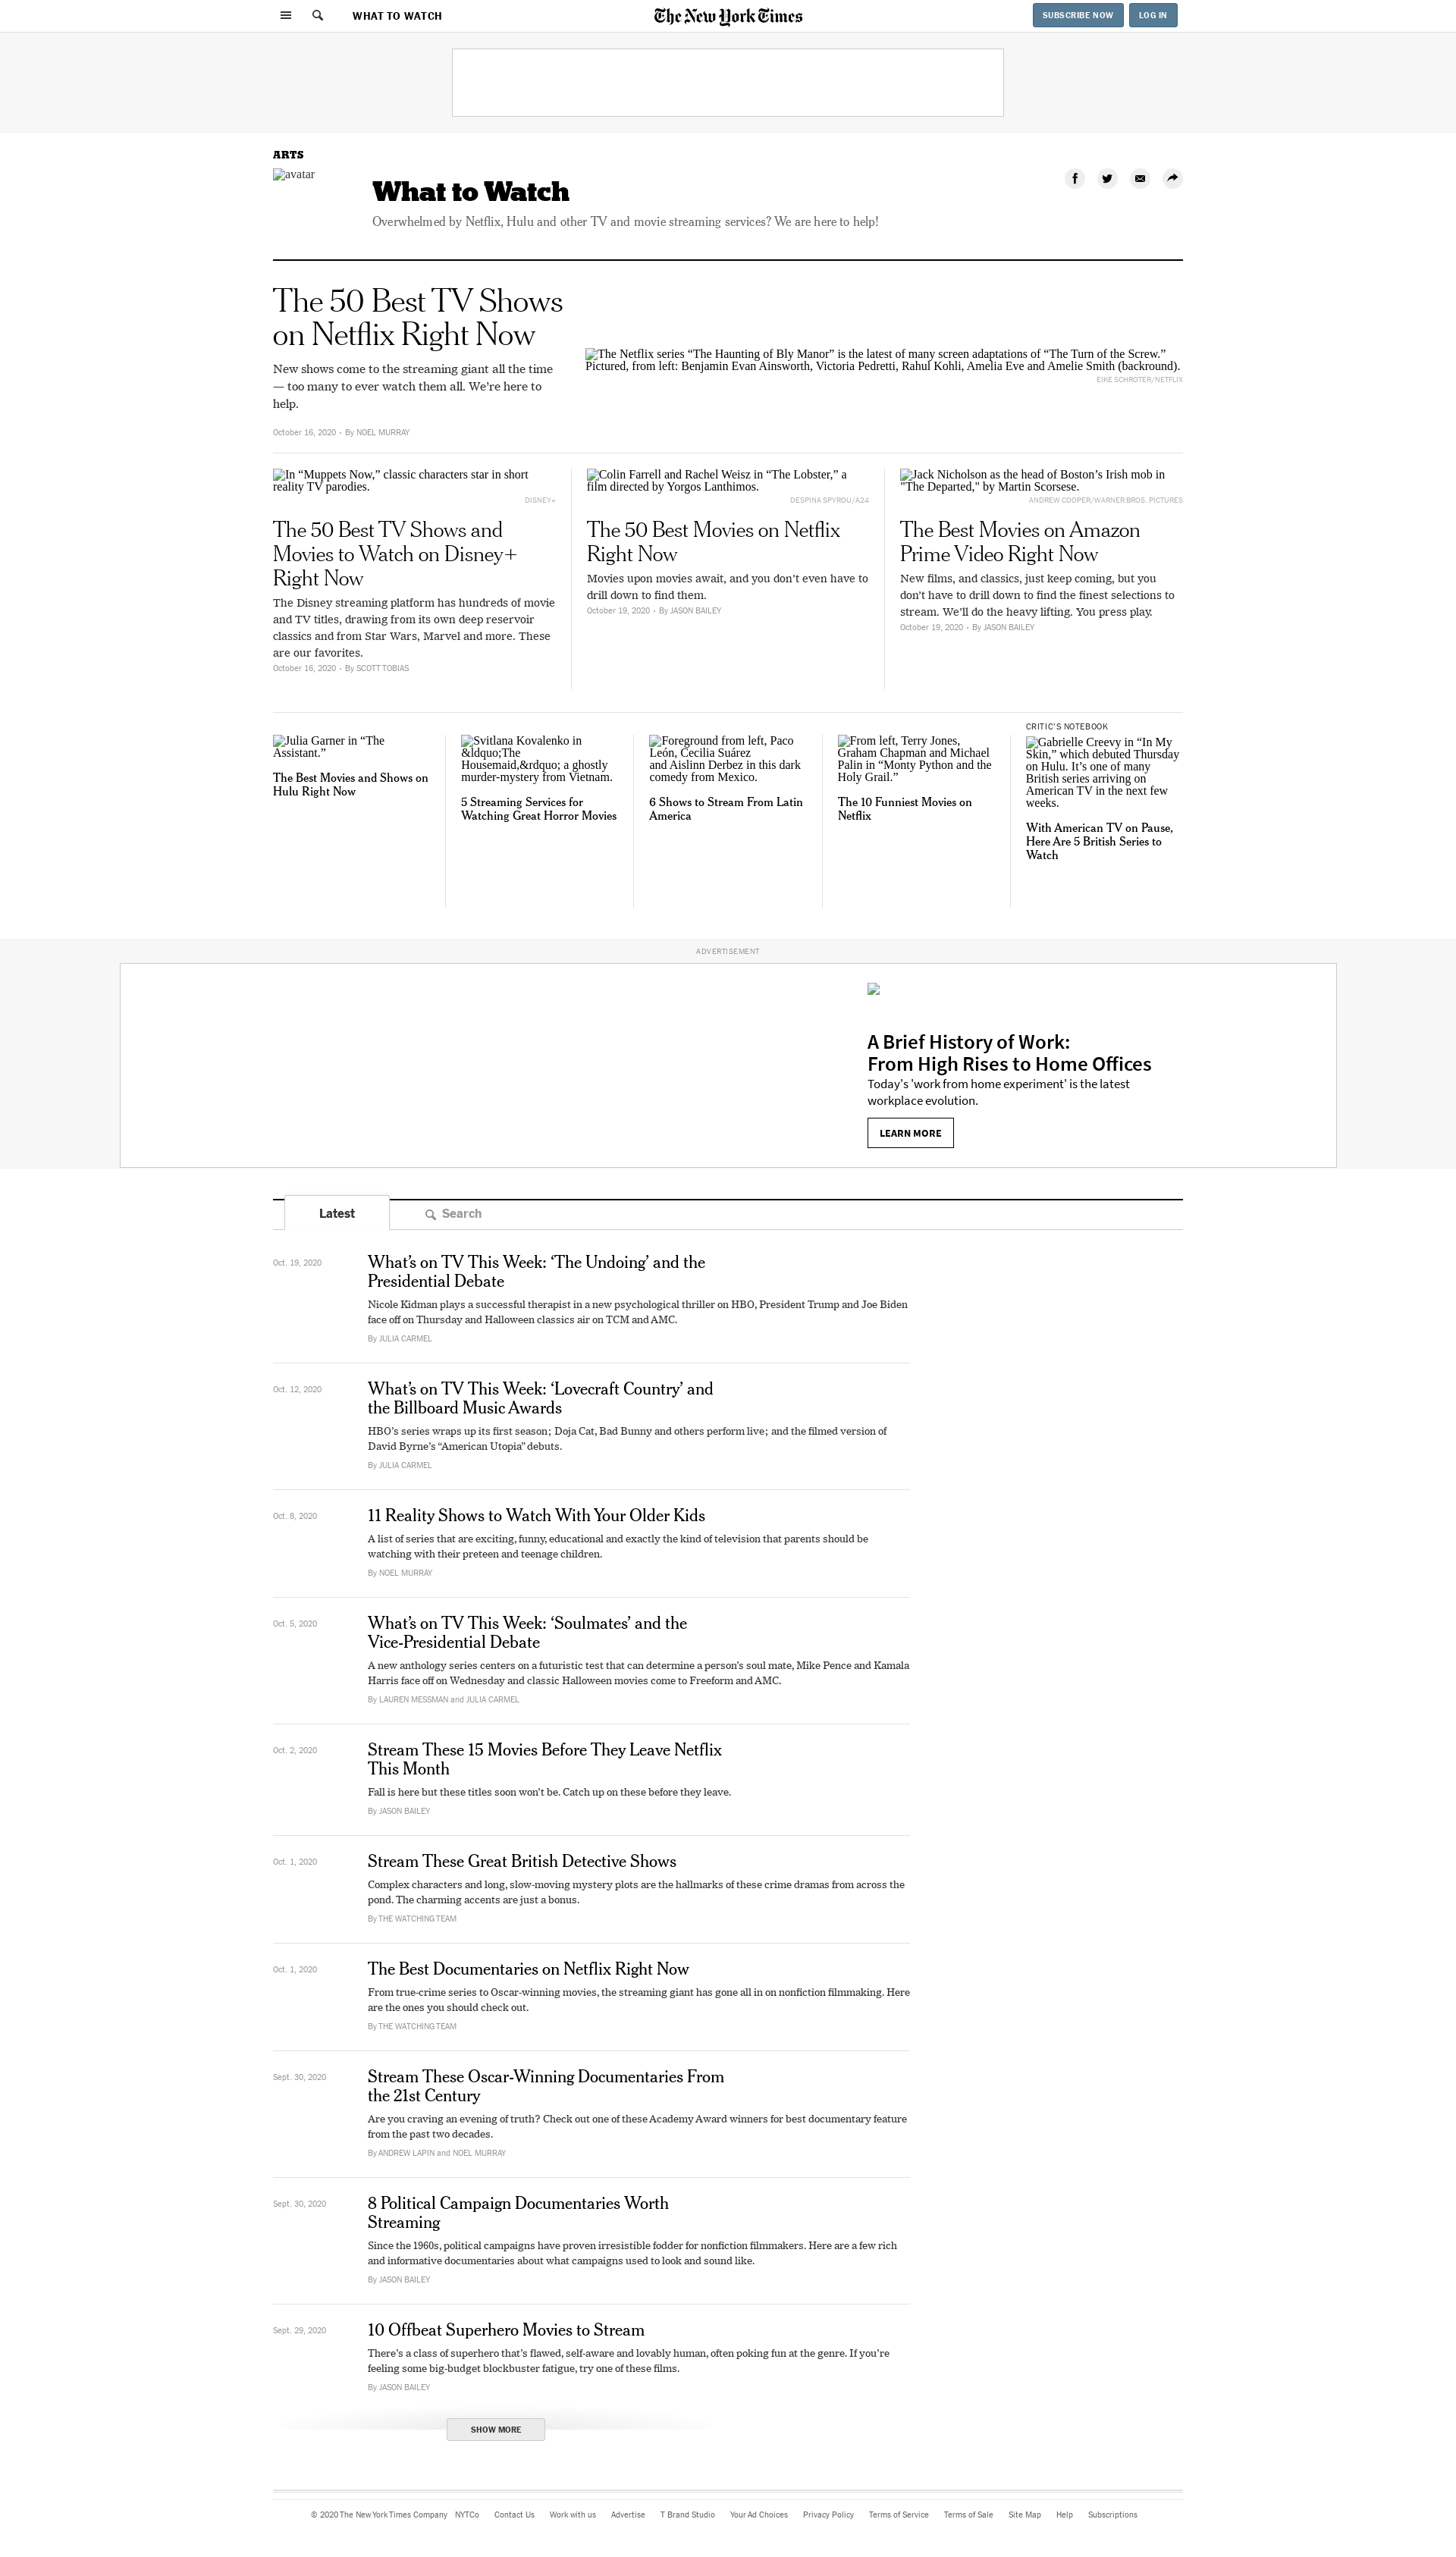 WHAT TO WATCH
The New York Times
SUBSCRIBE NOW
LOG IN
ARTS
avatar
What to Watch
Overwhelmed by Netflix, Hulu and other TV and movie streaming services? We are here to help!
The 50 Best TV Shows
on Netflix Right Now
New shows come to the streaming giant all the time
— too many to ever watch them all. We’re here to
help.
October 16, 2020 • By NOEL MURRAY
The Netflix series “The Haunting of Bly Manor” is the latest of many screen adaptations of “The Turn of the Screw.”
Pictured, from left: Benjamin Evan Ainsworth, Victoria Pedretti, Rahul Kohli, Amelia Eve and Amelie Smith (backround).
EIKE SCHROTER/NETFLIX
In “Muppets Now,” classic characters star in short
reality TV parodies.
DISNEY+
The 50 Best TV Shows and
Movies to Watch on Disney+
Right Now
The Disney streaming platform has hundreds of movie
and TV titles, drawing from its own deep reservoir
classics and from Star Wars, Marvel and more. These
are our favorites.
October 16, 2020 • By SCOTT TOBIAS
Colin Farrell and Rachel Weisz in “The Lobster,” a
film directed by Yorgos Lanthimos.
DESPINA SPYROU/A24
The 50 Best Movies on Netflix
Right Now
Movies upon movies await, and you don’t even have to
drill down to find them.
October 19, 2020 • By JASON BAILEY
Jack Nicholson as the head of Boston’s Irish mob in
"The Departed," by Martin Scorsese.
ANDREW COOPER/WARNER BROS. PICTURES
The Best Movies on Amazon
Prime Video Right Now
New films, and classics, just keep coming, but you
don’t have to drill down to find the finest selections to
stream. We’ll do the heavy lifting. You press play.
October 19, 2020 • By JASON BAILEY
Julia Garner in “The
Assistant.”
The Best Movies and Shows on
Hulu Right Now
Svitlana Kovalenko in
&ldquo;The
Housemaid,&rdquo; a ghostly
murder-mystery from Vietnam.
5 Streaming Services for
Watching Great Horror Movies
Foreground from left, Paco
León, Cecilia Suárez
and Aislinn Derbez in this dark
comedy from Mexico.
6 Shows to Stream From Latin
America
From left, Terry Jones,
Graham Chapman and Michael
Palin in “Monty Python and the
Holy Grail.”
The 10 Funniest Movies on
Netflix
CRITIC’S NOTEBOOK
Gabrielle Creevy in “In My
Skin,” which debuted Thursday
on Hulu. It’s one of many
British series arriving on
American TV in the next few
weeks.
With American TV on Pause,
Here Are 5 British Series to
Watch
ADVERTISEMENT
A Brief History of Work:
From High Rises to Home Offices
Today's 'work from home experiment' is the latest
workplace evolution.
LEARN MORE
Latest
Search
Oct. 19, 2020
What’s on TV This Week: ‘The Undoing’ and the
Presidential Debate
Nicole Kidman plays a successful therapist in a new psychological thriller on HBO, President Trump and Joe Biden
face off on Thursday and Halloween classics air on TCM and AMC.
By JULIA CARMEL
Oct. 12, 2020
What’s on TV This Week: ‘Lovecraft Country’ and
the Billboard Music Awards
HBO’s series wraps up its first season; Doja Cat, Bad Bunny and others perform live; and the filmed version of
David Byrne’s “American Utopia” debuts.
By JULIA CARMEL
Oct. 8, 2020
11 Reality Shows to Watch With Your Older Kids
A list of series that are exciting, funny, educational and exactly the kind of television that parents should be
watching with their preteen and teenage children.
By NOEL MURRAY
Oct. 5, 2020
What’s on TV This Week: ‘Soulmates’ and the
Vice-Presidential Debate
A new anthology series centers on a futuristic test that can determine a person’s soul mate, Mike Pence and Kamala
Harris face off on Wednesday and classic Halloween movies come to Freeform and AMC.
By LAUREN MESSMAN and JULIA CARMEL
Oct. 2, 2020
Stream These 15 Movies Before They Leave Netflix
This Month
Fall is here but these titles soon won’t be. Catch up on these before they leave.
By JASON BAILEY
Oct. 1, 2020
Stream These Great British Detective Shows
Complex characters and long, slow-moving mystery plots are the hallmarks of these crime dramas from across the
pond. The charming accents are just a bonus.
By THE WATCHING TEAM
Oct. 1, 2020
The Best Documentaries on Netflix Right Now
From true-crime series to Oscar-winning movies, the streaming giant has gone all in on nonfiction filmmaking. Here
are the ones you should check out.
By THE WATCHING TEAM
Sept. 30, 2020
Stream These Oscar-Winning Documentaries From
the 21st Century
Are you craving an evening of truth? Check out one of these Academy Award winners for best documentary feature
from the past two decades.
By ANDREW LAPIN and NOEL MURRAY
Sept. 30, 2020
8 Political Campaign Documentaries Worth
Streaming
Since the 1960s, political campaigns have proven irresistible fodder for nonfiction filmmakers. Here are a few rich
and informative documentaries about what campaigns used to look and sound like.
By JASON BAILEY
Sept. 29, 2020
10 Offbeat Superhero Movies to Stream
There’s a class of superhero that’s flawed, self-aware and lovably human, often poking fun at the genre. If you’re
feeling some big-budget blockbuster fatigue, try one of these films.
By JASON BAILEY
SHOW MORE
© 2020 The New York Times Company NYTCo Contact Us Work with us Advertise T Brand Studio Your Ad Choices Privacy Policy Terms of Service Terms of Sale Site Map Help Subscriptions